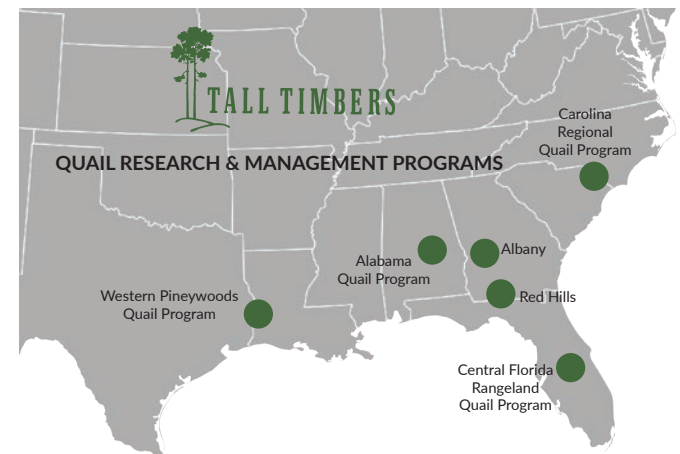 TALL TIMBERS
QUAIL RESEARCH & MANAGEMENT PROGRAMS
Carolina
Regional
Quail Program
Albany
Alabama
Quail Program
Red Hills
Western Pineywoods
Quail Program
Central Florida
Rangeland
Quail Program